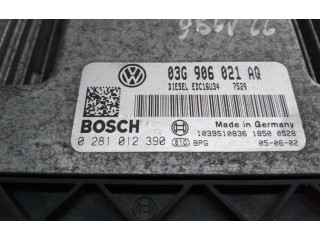 03G 906 021 AQ
DIESEL EDC16U34 7529
BOSCH
Made in Germany
1039S10836 1850 0528
0 281 012 390
BPG
05-06-02